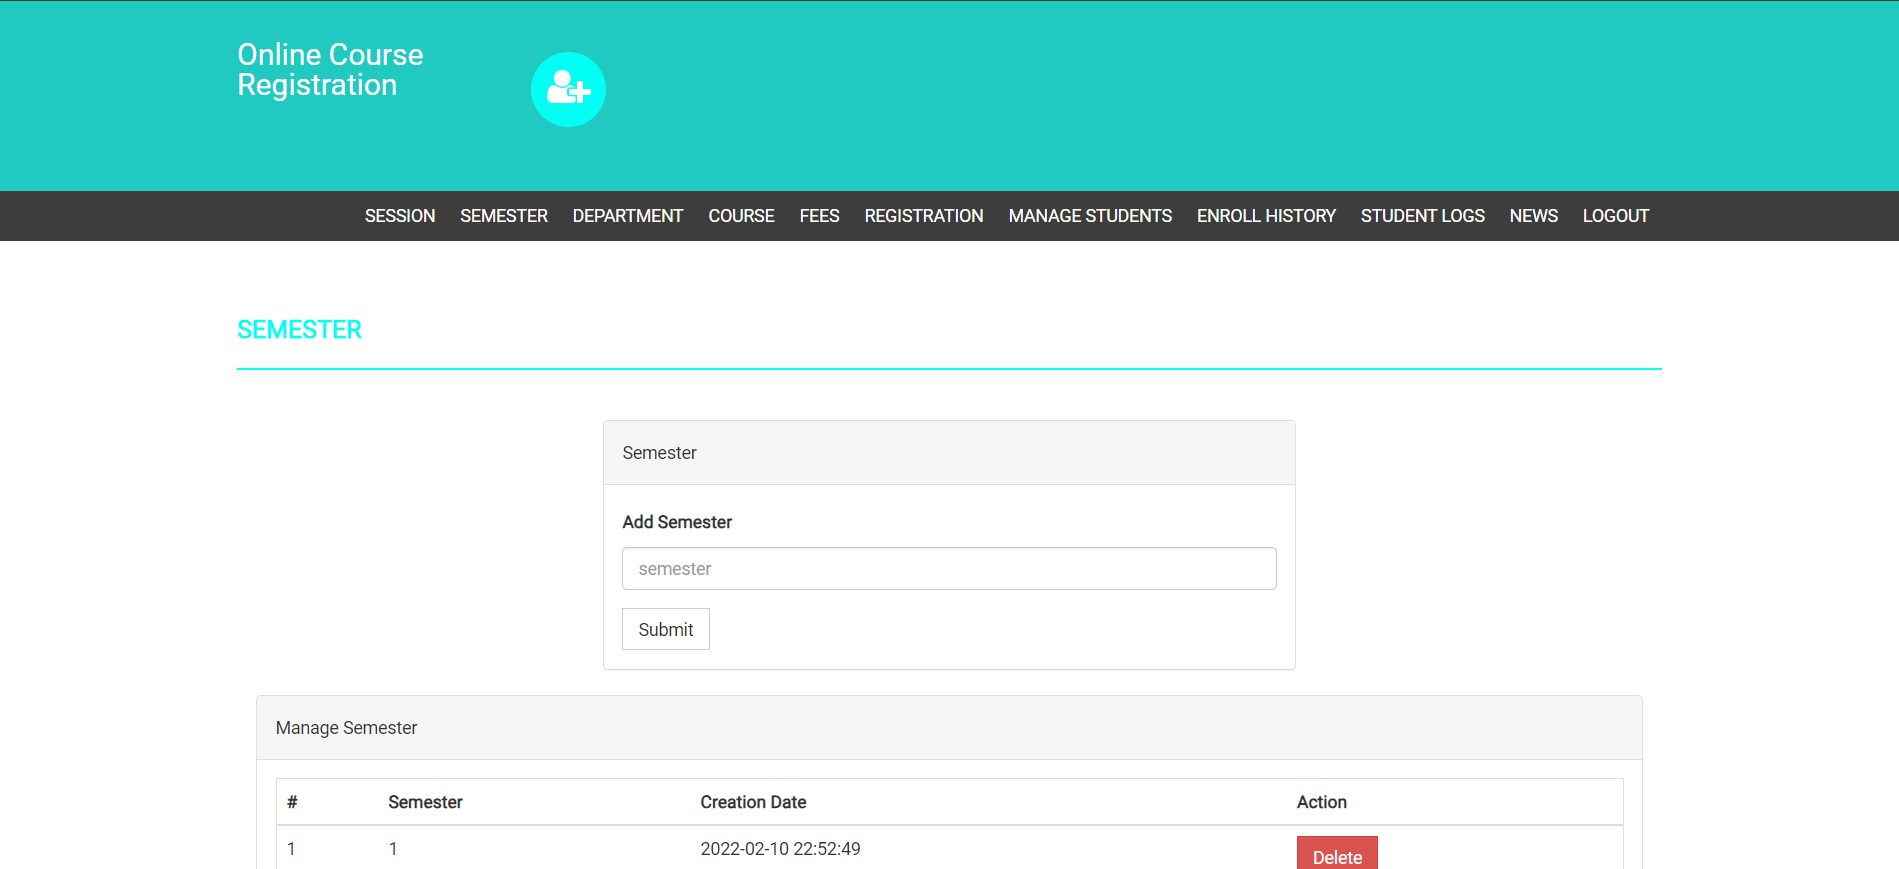 Online Course
Registration
SESSION SEMESTER DEPARTMENT COURSE FEES REGISTRATION MANAGE STUDENTS ENROLL HISTORY STUDENT LOGS NEWS LOGOUT
SEMESTER
Semester
Add Semester
semester
Submit
Manage Semester
# Semester Creation Date Action
1 1 2022-02-10 22:52:49 Delete